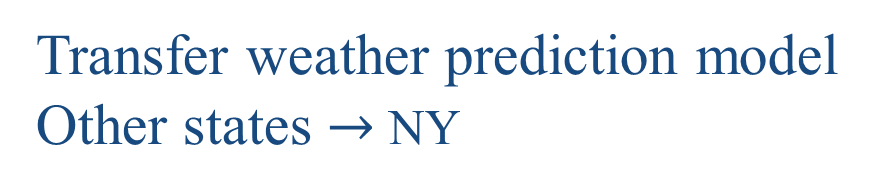 Transfer weather prediction model
Other states → NY